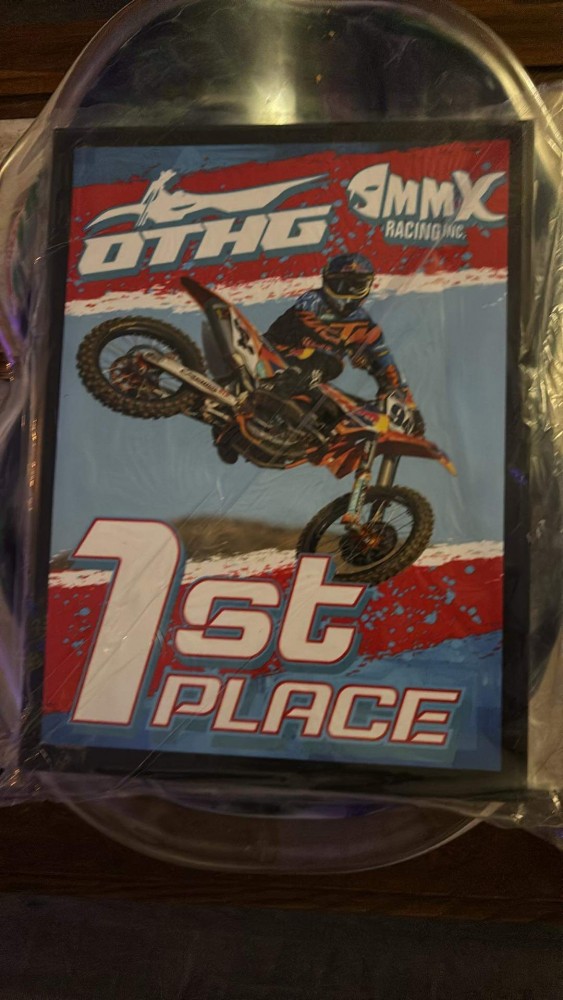 OTHG
MMX
RACING INC.
1st
PLACE